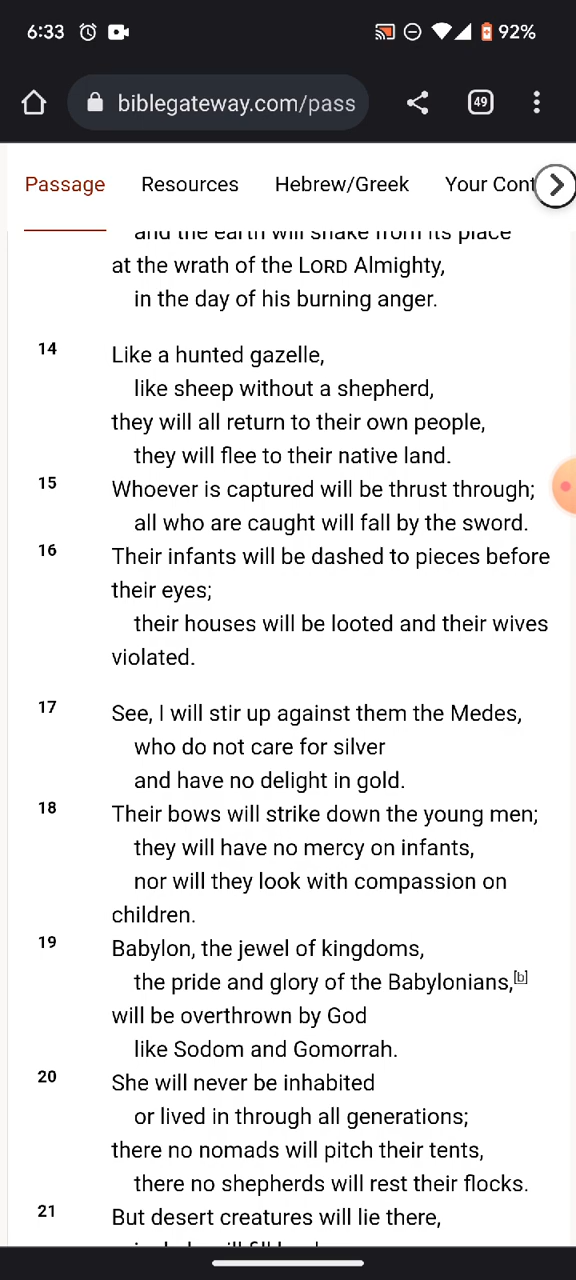 6:33 92%
biblegateway.com/pass 49
Passage Resources Hebrew/Greek Your Cont
and the earth will shake from its place
at the wrath of the LORD Almighty,
in the day of his burning anger.
14 Like a hunted gazelle,
like sheep without a shepherd,
they will all return to their own people,
they will flee to their native land.
15 Whoever is captured will be thrust through;
all who are caught will fall by the sword.
16 Their infants will be dashed to pieces before
their eyes;
their houses will be looted and their wives
violated.
17 See, I will stir up against them the Medes,
who do not care for silver
and have no delight in gold.
18 Their bows will strike down the young men;
they will have no mercy on infants,
nor will they look with compassion on
children.
19 Babylon, the jewel of kingdoms,
the pride and glory of the Babylonians,[b]
will be overthrown by God
like Sodom and Gomorrah.
20 She will never be inhabited
or lived in through all generations;
there no nomads will pitch their tents,
there no shepherds will rest their flocks.
21 But desert creatures will lie there,